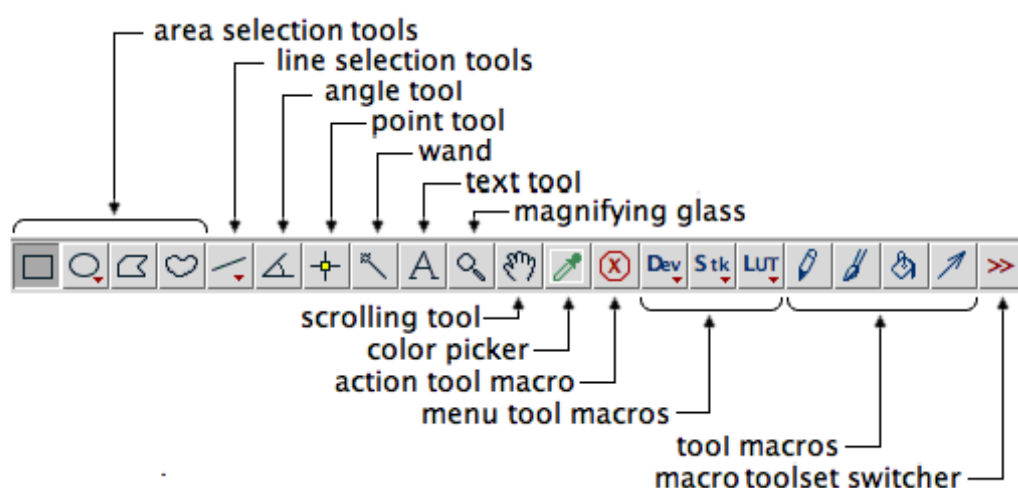 area selection tools
line selection tools
angle tool
point tool
wand
text tool
magnifying glass
A Dev Stk LUT >>
scrolling tool
color picker
action tool macro
menu tool macros
tool macros
macro toolset switcher